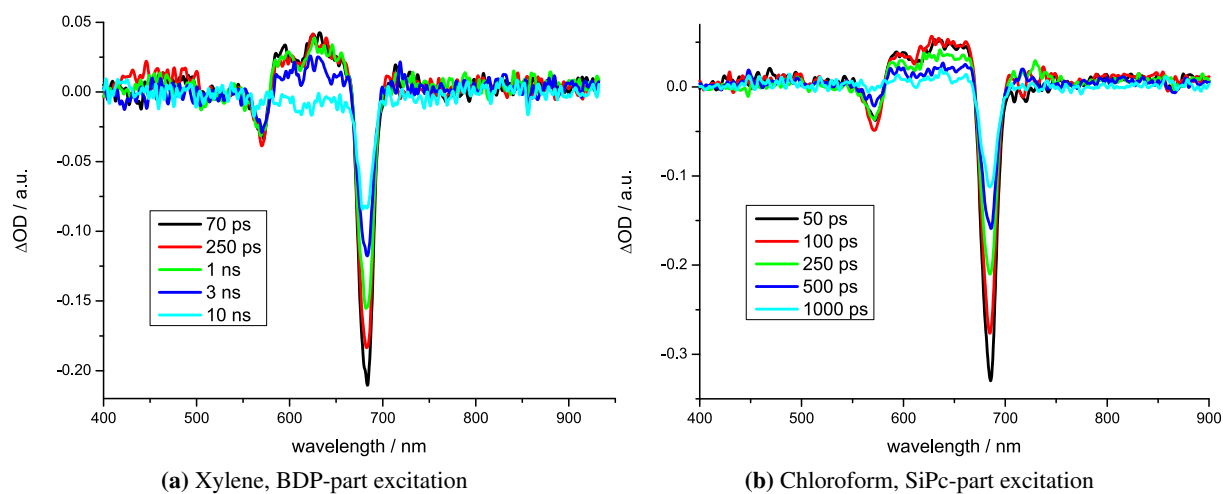 0.05
0.00
-0.05
-0.10
-0.15
-0.20
ΔOD / a.u.
70 ps
250 ps
1 ns
3 ns
10 ns
400 500 600 700 800 900
wavelength / nm
(a) Xylene, BDP-part excitation
0.0
-0.1
-0.2
-0.3
ΔOD / a.u.
50 ps
100 ps
250 ps
500 ps
1000 ps
400 500 600 700 800 900
wavelength / nm
(b) Chloroform, SiPc-part excitation